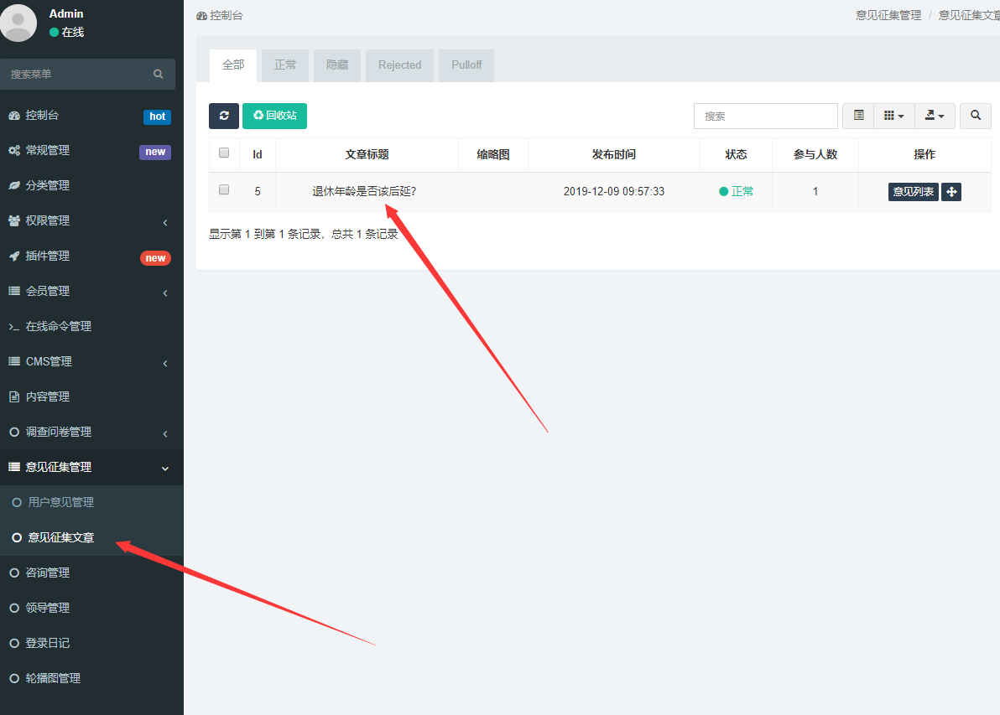 Admin
在线
搜索菜单
控制台 hot
常规管理 new
分类管理
权限管理
插件管理 new
会员管理
在线命令管理
CMS管理
内容管理
调查问卷管理
意见征集管理
用户意见管理
意见征集文章
咨询管理
领导管理
登录日记
轮播图管理
控制台 意见征集管理 / 意见征集文章
全部 正常 隐藏 Rejected Pulloff
回收站 搜索
Id 文章标题 缩略图 发布时间 状态 参与人数 操作
5 退休年龄是否该后延? 2019-12-09 09:57:33 正常 1 意见列表
显示第 1 到第 1 条记录，总共 1 条记录